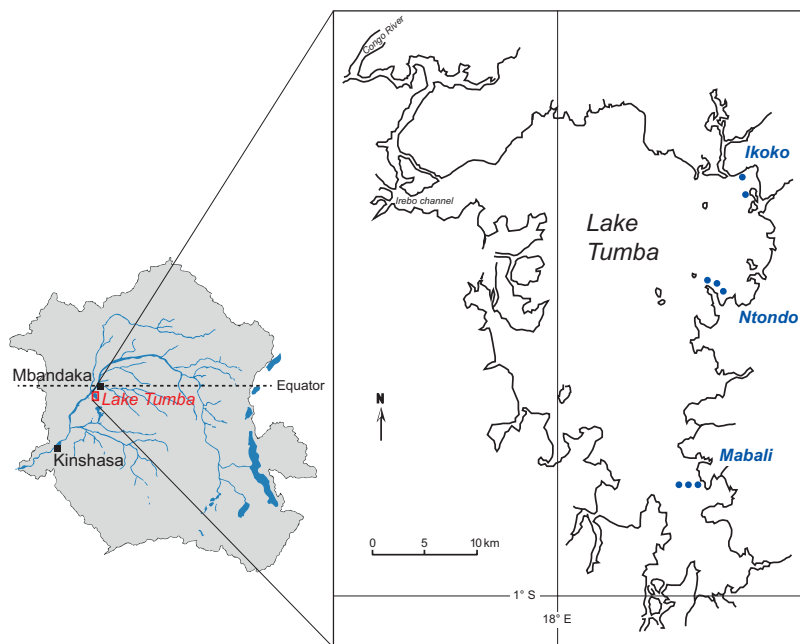 Congo River
Ikoko
Irebo channel
Lake
Tumba
Ntondo
Mbandaka
Equator
Lake Tumba
N
Kinshasa
Mabali
0 5 10 km
1° S
18° E